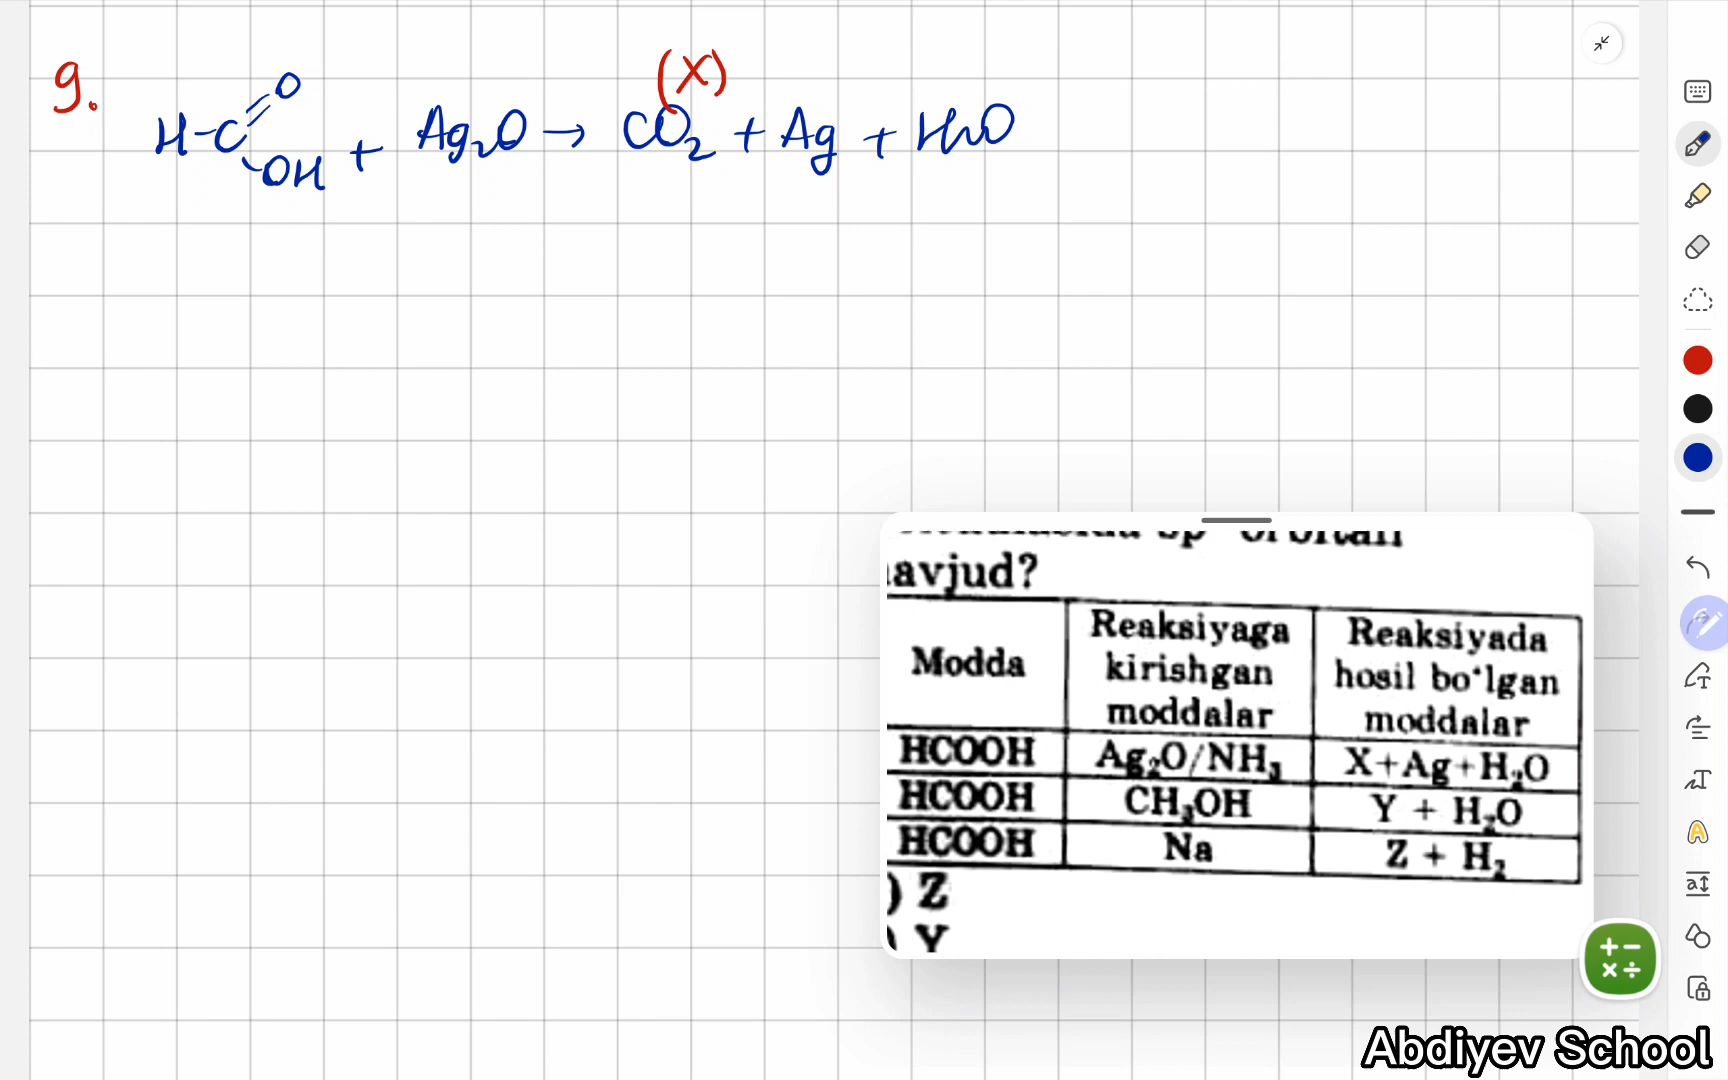 9.
(X)
H-C=O
OH + Ag₂O → CO₂ + Ag + H₂O
avjud?
Modda Reaksiyaga kirishgan moddalar Reaksiyada hosil bo‘lgan moddalar
HCOOH Ag₂O/NH₃ X+Ag+H₂O
HCOOH CH₃OH Y + H₂O
HCOOH Na Z + H₂
) Z
) Y
Abdiyev School